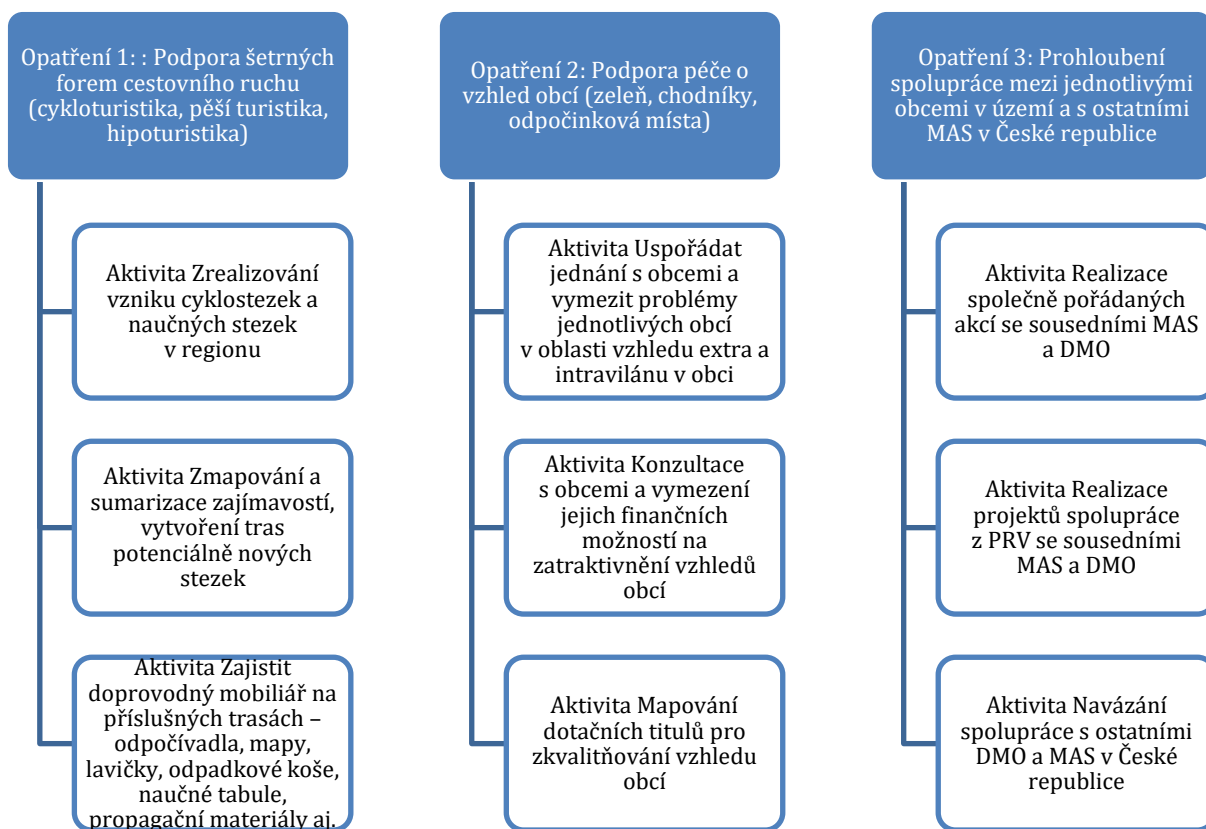 Opatření 1: : Podpora šetrných
forem cestovního ruchu
(cykloturistika, pěší turistika,
hipoturistika)
Aktivita Zrealizování
vzniku cyklostezek a
naučných stezek
v regionu
Aktivita Zmapování a
sumarizace zajímavostí,
vytvoření tras
potenciálně nových
stezek
Aktivita Zajistit
doprovodný mobiliář na
příslušných trasách –
odpočívadla, mapy,
lavičky, odpadkové koše,
naučné tabule,
propagační materiály aj.
Opatření 2: Podpora péče o
vzhled obcí (zeleň, chodníky,
odpočinková místa)
Aktivita Uspořádat
jednání s obcemi a
vymezit problémy
jednotlivých obcí
v oblasti vzhledu extra a
intravilánu v obci
Aktivita Konzultace
s obcemi a vymezení
jejich finančních
možností na
zatraktivnění vzhledů
obcí
Aktivita Mapování
dotačních titulů pro
zkvalitňování vzhledu
obcí
Opatření 3: Prohloubení
spolupráce mezi jednotlivými
obcemi v území a s ostatními
MAS v České republice
Aktivita Realizace
společně pořádaných
akcí se sousedními MAS
a DMO
Aktivita Realizace
projektů spolupráce
z PRV se sousedními
MAS a DMO
Aktivita Navázání
spolupráce s ostatními
DMO a MAS v České
republice